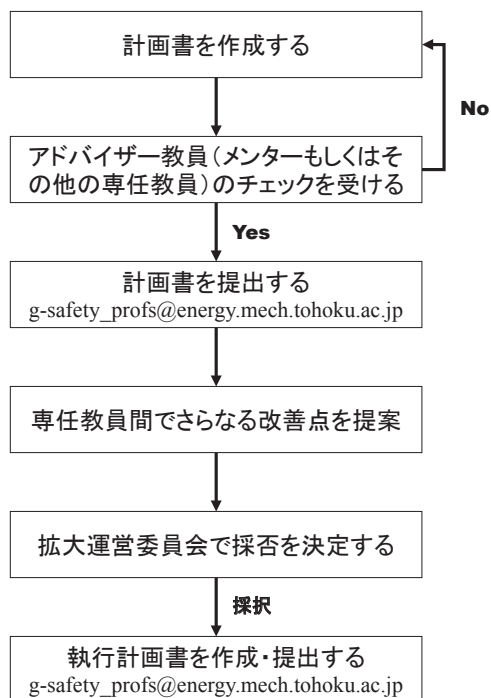 計画書を作成する
No
アドバイザー教員（メンターもしくはそ
の他の専任教員）のチェックを受ける
Yes
計画書を提出する
g-safety_profs@energy.mech.tohoku.ac.jp
専任教員間でさらなる改善点を提案
拡大運営委員会で採否を決定する
採択
執行計画書を作成・提出する
g-safety_profs@energy.mech.tohoku.ac.jp